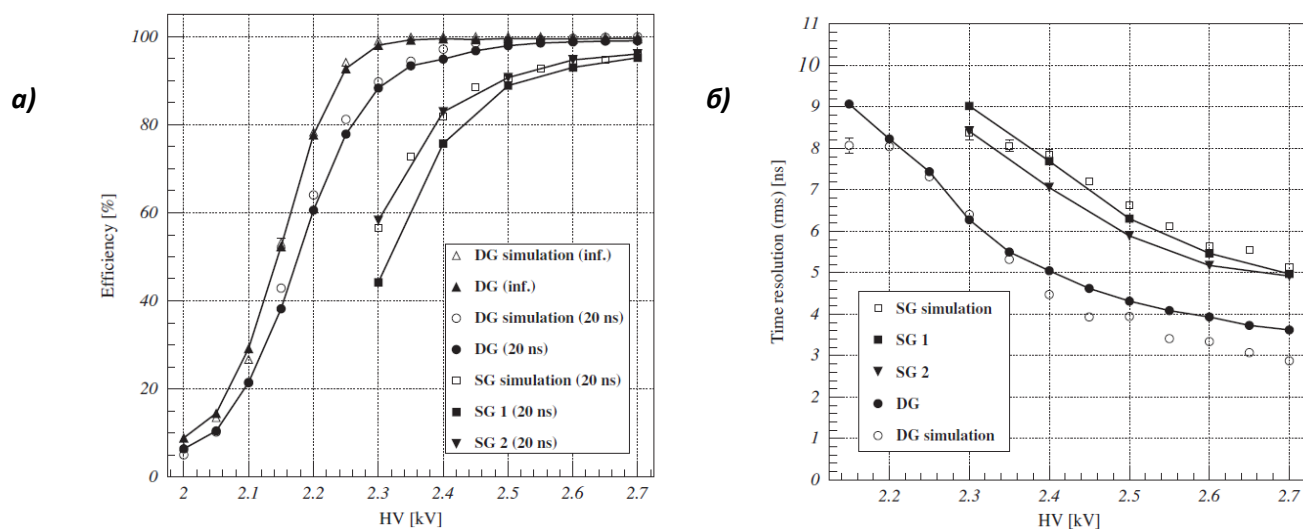 а)
Efficiency [%]
100
80
60
40
20
0
DG simulation (inf.)
DG (inf.)
DG simulation (20 ns)
DG (20 ns)
SG simulation (20 ns)
SG 1 (20 ns)
SG 2 (20 ns)
2 2.1 2.2 2.3 2.4 2.5 2.6 2.7
HV [kV]
б)
Time resolution (rms) [ns]
11
10
9
8
7
6
5
4
3
2
1
0
SG simulation
SG 1
SG 2
DG
DG simulation
2.2 2.3 2.4 2.5 2.6 2.7
HV [kV]